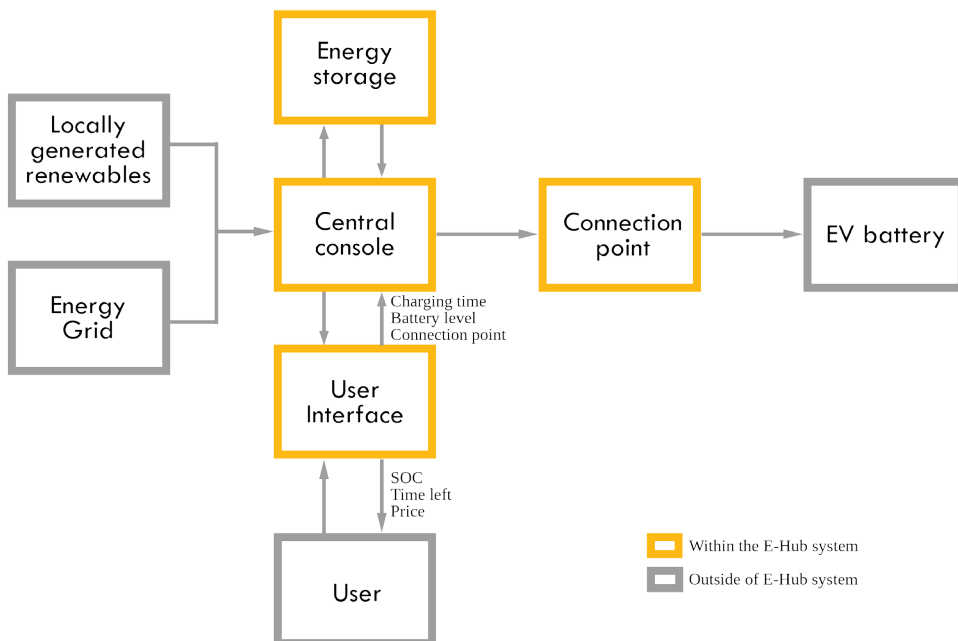 Energy
storage
Locally
generated
renewables
Central
console
Connection
point
EV battery
Energy
Grid
Charging time
Battery level
Connection point
User
Interface
SOC
Time left
Price
User
Within the E-Hub system
Outside of E-Hub system